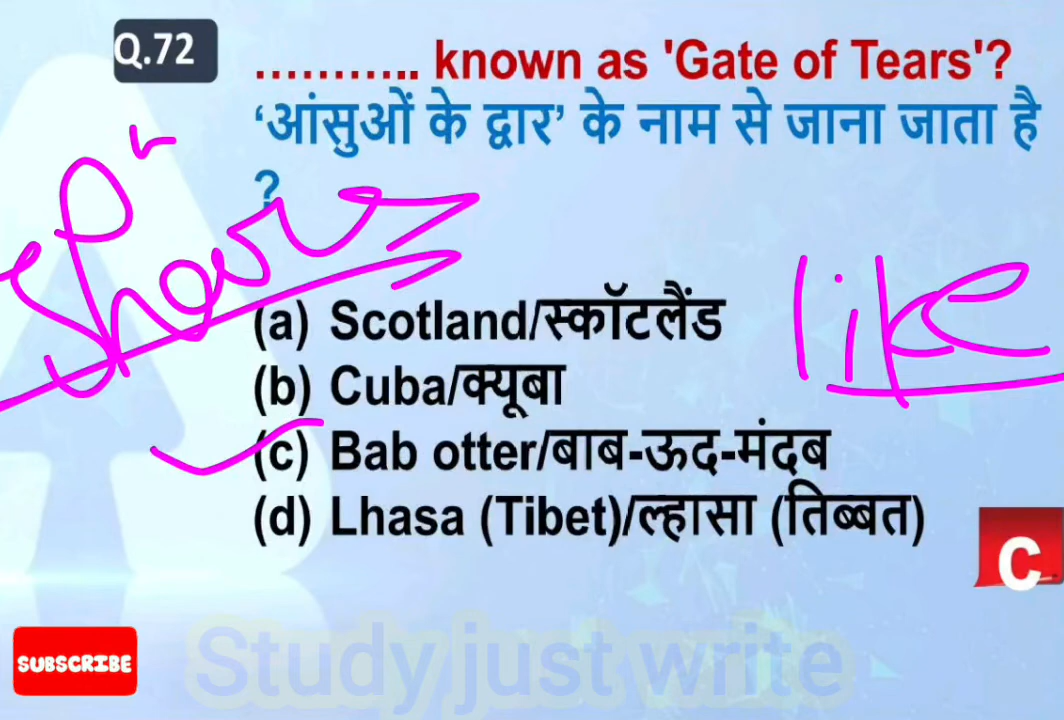 Q.72
……….. known as 'Gate of Tears'?
‘आंसुओं के द्वार’ के नाम से जाना जाता है
?
Share
like
(a) Scotland/स्कॉटलैंड
(b) Cuba/क्यूबा
(c) Bab otter/बाब-ऊद-मंदब
(d) Lhasa (Tibet)/ल्हासा (तिब्बत)
C
SUBSCRIBE
Study just write